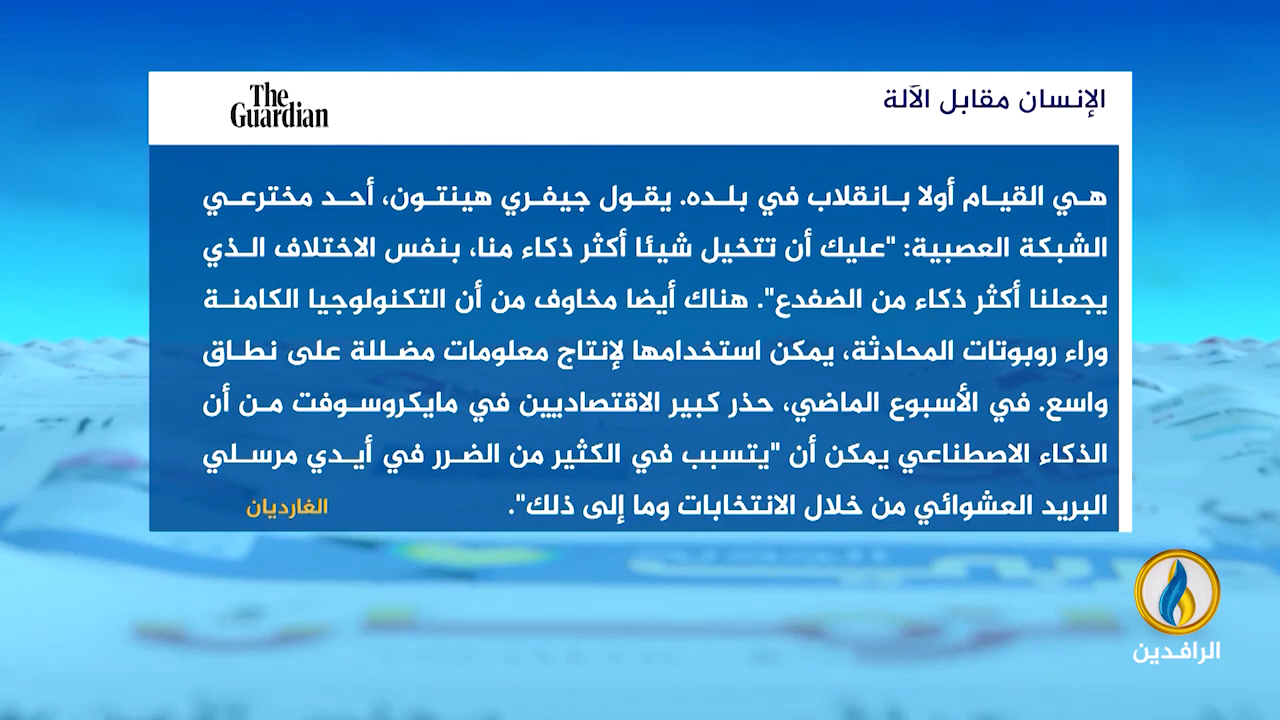 The
Guardian
الإنسان مقابل الآلة
هي القيام أولا بانقلاب في بلده. يقول جيفري هينتون، أحد مخترعي
الشبكة العصبية: "عليك أن تتخيل شيئا أكثر ذكاء منا، بنفس الاختلاف الذي
يجعلنا أكثر ذكاء من الضفدع". هناك أيضا مخاوف من أن التكنولوجيا الكامنة
وراء روبوتات المحادثة، يمكن استخدامها لإنتاج معلومات مضللة على نطاق
واسع. في الأسبوع الماضي، حذر كبير الاقتصاديين في مايكروسوفت من أن
الذكاء الاصطناعي يمكن أن "يتسبب في الكثير من الضرر في أيدي مرسلي
البريد العشوائي من خلال الانتخابات وما إلى ذلك".
الغارديان
الرافدين